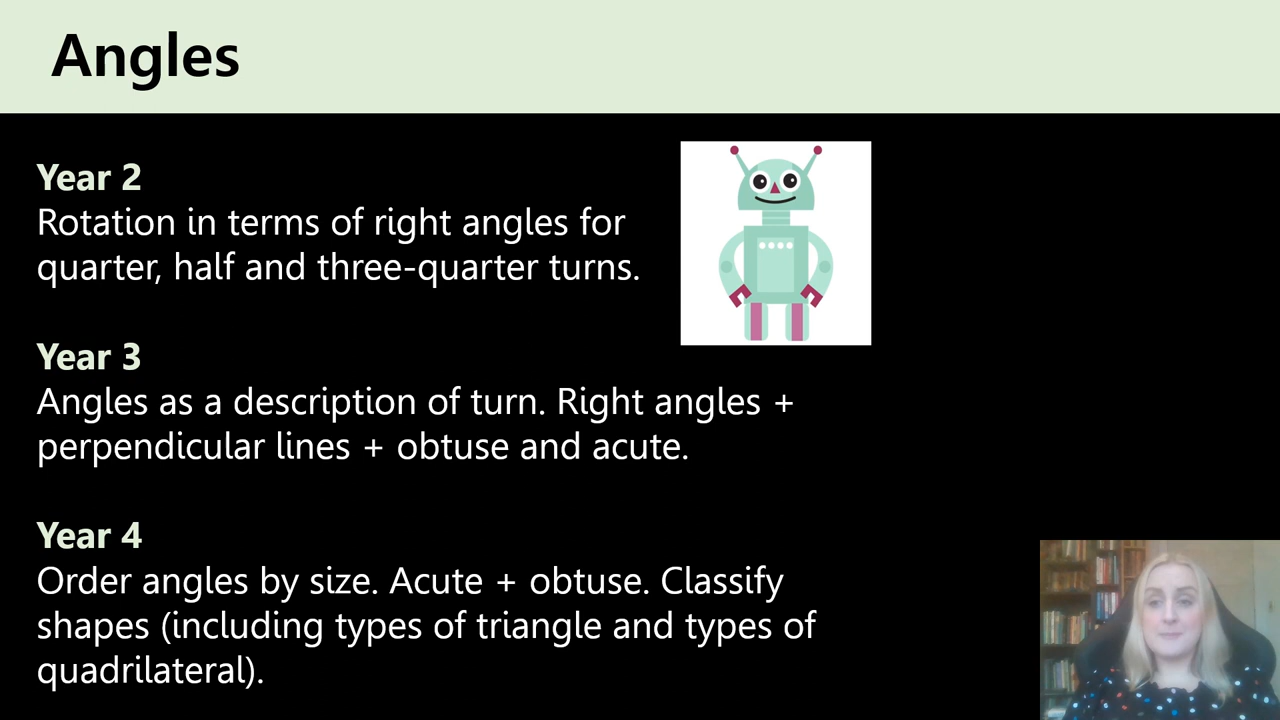 Angles
Year 2
Rotation in terms of right angles for
quarter, half and three-quarter turns.
Year 3
Angles as a description of turn. Right angles +
perpendicular lines + obtuse and acute.
Year 4
Order angles by size. Acute + obtuse. Classify
shapes (including types of triangle and types of
quadrilateral).